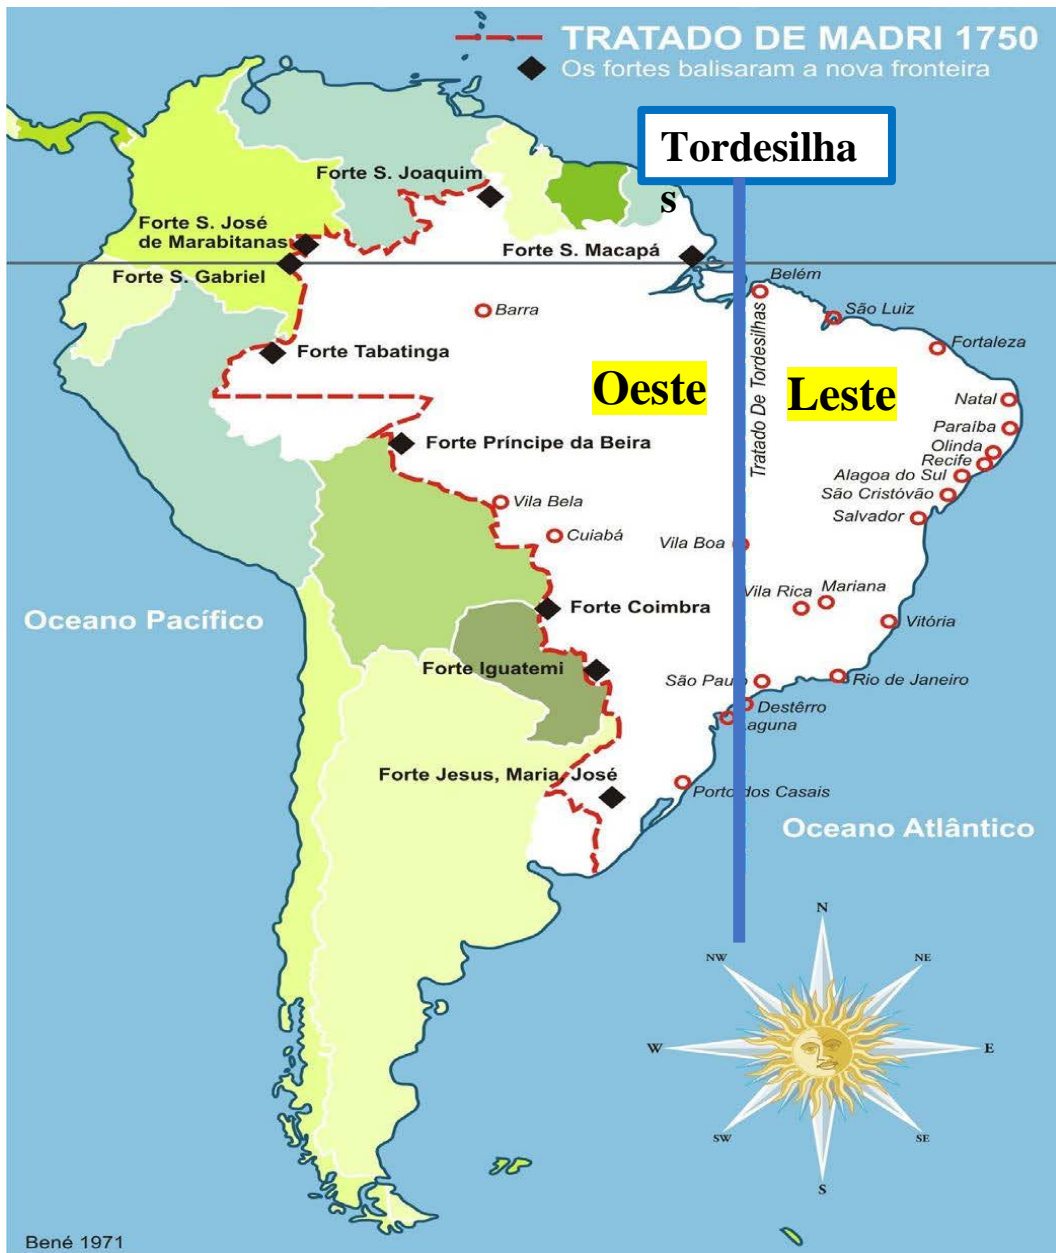 TRATADO DE MADRI 1750
Os fortes balisaram a nova fronteira
Tordesilha
s
Forte S. Joaquim
Forte S. José
de Marabitanas
Forte S. Macapá
Forte S. Gabriel
Belém
Barra
São Luiz
Fortaleza
Forte Tabatinga
Oeste
Leste
Tratado De Tordesilhas
Natal
Paraíba
Forte Príncipe da Beira
Olinda
Recife
Alagoa do Sul
São Cristóvão
Vila Bela
Salvador
Cuiabá
Vila Boa
Vila Rica
Mariana
Forte Coimbra
Oceano Pacífico
Vitória
Forte Iguatemi
São Paulo
Rio de Janeiro
Destêrro
aguna
Forte Jesus, Maria, José
Porto dos Casais
Oceano Atlântico
N
NW
NE
W
E
SW
SE
S
Bené 1971